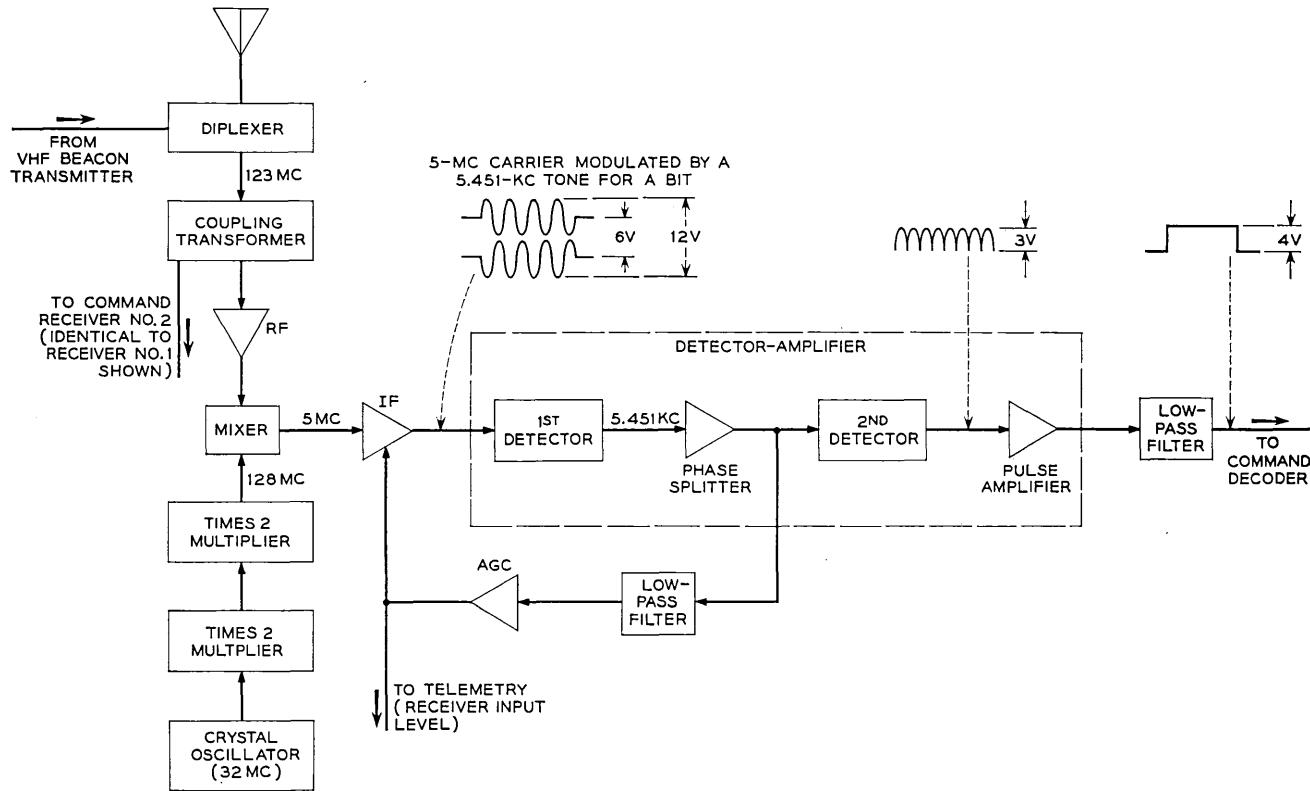 DIPLEXER
FROM
VHF BEACON
TRANSMITTER
123 MC
COUPLING
TRANSFORMER
TO COMMAND
RECEIVER NO. 2
(IDENTICAL TO
RECEIVER NO. 1
SHOWN)
RF
MIXER
5 MC
128 MC
TIMES 2
MULTIPLIER
TIMES 2
MULTPLIER
CRYSTAL
OSCILLATOR
(32 MC)
5-MC CARRIER MODULATED BY A
5.451-KC TONE FOR A BIT
6V
12V
3V
4V
DETECTOR-AMPLIFIER
IF
1ST
DETECTOR
5.451 KC
PHASE
SPLITTER
2ND
DETECTOR
PULSE
AMPLIFIER
LOW-
PASS
FILTER
TO
COMMAND
DECODER
AGC
LOW-
PASS
FILTER
TO TELEMETRY
(RECEIVER INPUT
LEVEL)